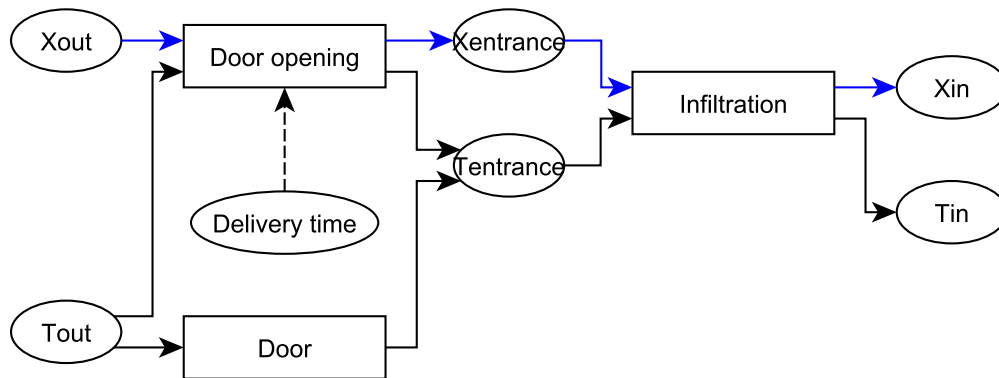 Xout
Door opening
Xentrance
Infiltration
Xin
Tentrance
Delivery time
Tin
Tout
Door